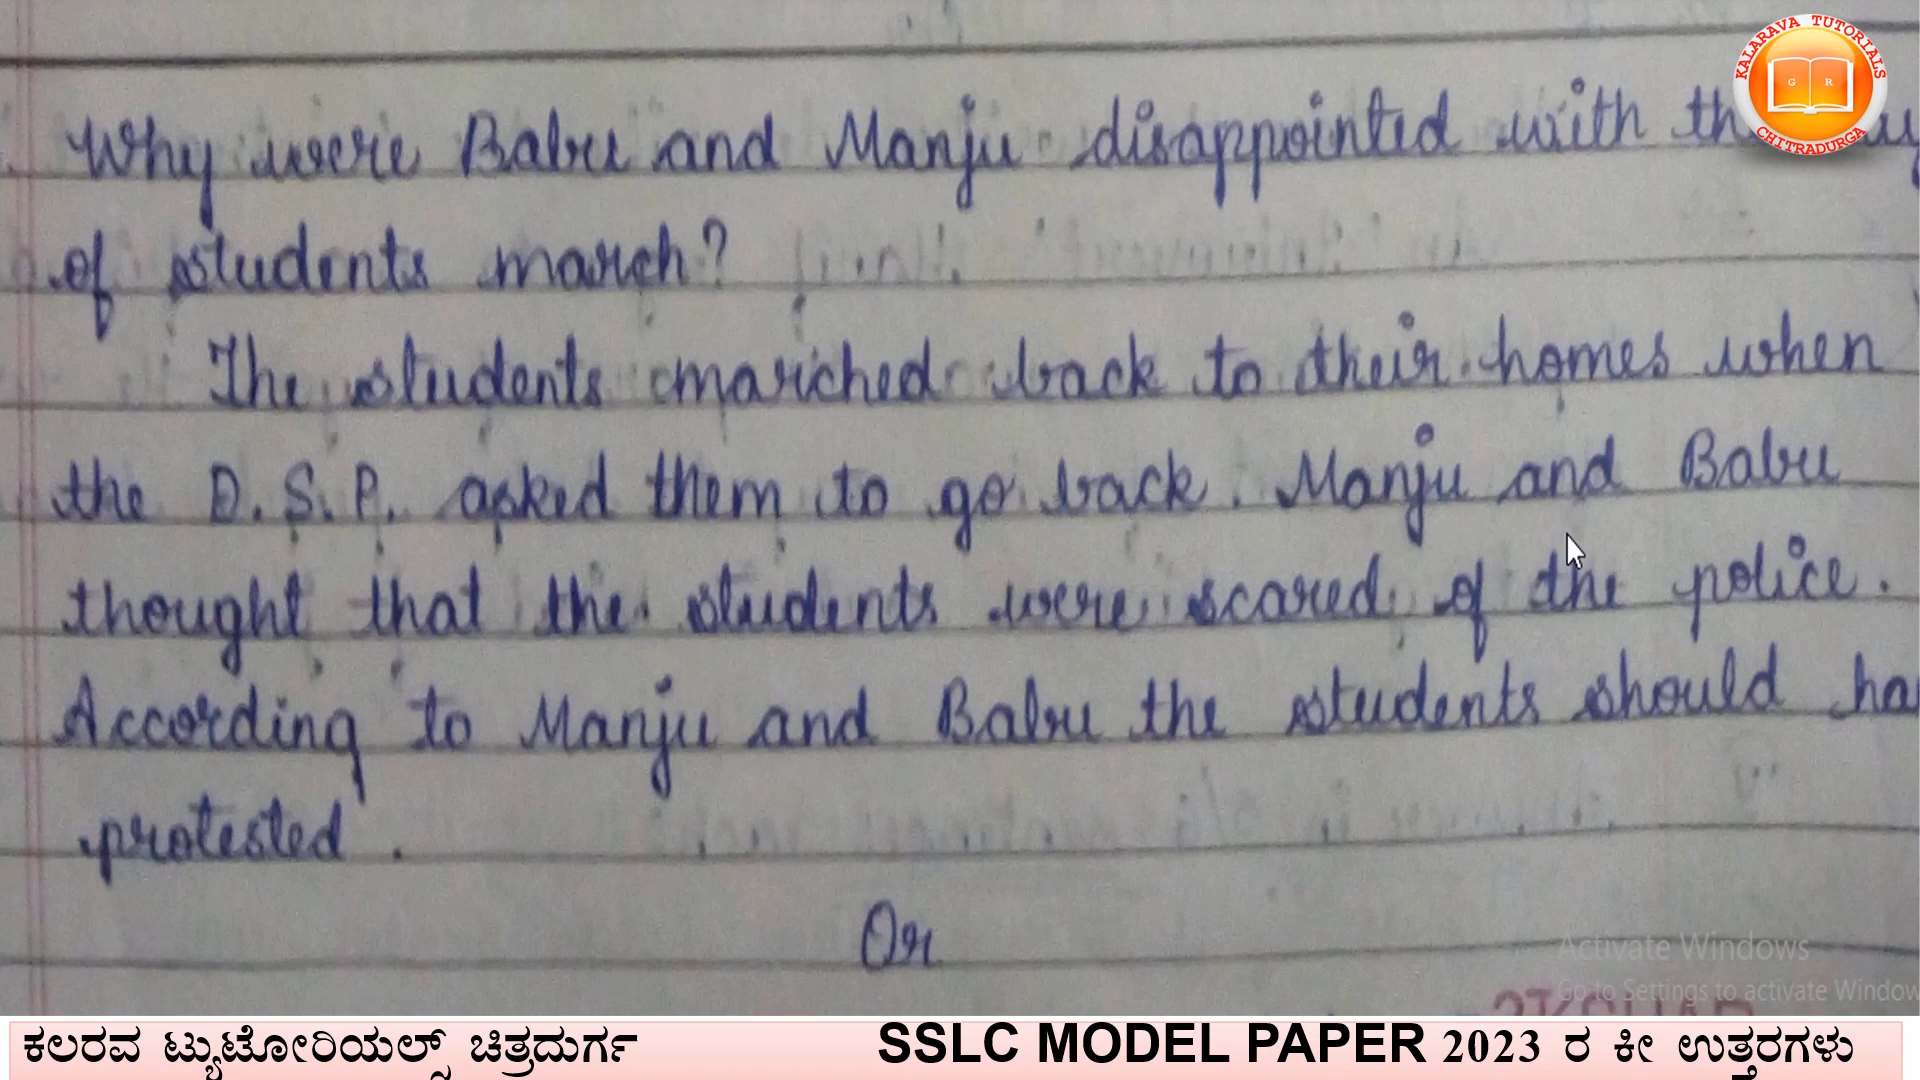 KALARAVA TUTORIALS
G R
CHITRADURGA
Why were Babu and Manju disappointed with
of students march?
The students marched back to their homes when
the D.S.P. asked them to go back. Manju and Babu
thought that the students were scared of the police.
According to Manju and Babu the students should ha
protested.
Or
Activate Windows
Go to Settings to activate Window
ಕಲರವ ಟ್ಯುಟೋರಿಯಲ್ಸ್ ಚಿತ್ರದುರ್ಗ SSLC MODEL PAPER 2023 ರ ಕೀ ಉತ್ತರಗಳು